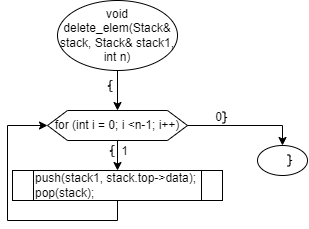 void
delete_elem(Stack&
stack, Stack& stack1,
int n)
{
for (int i = 0; i <n-1; i++)
0}
{ 1
}
push(stack1, stack.top->data);
pop(stack);